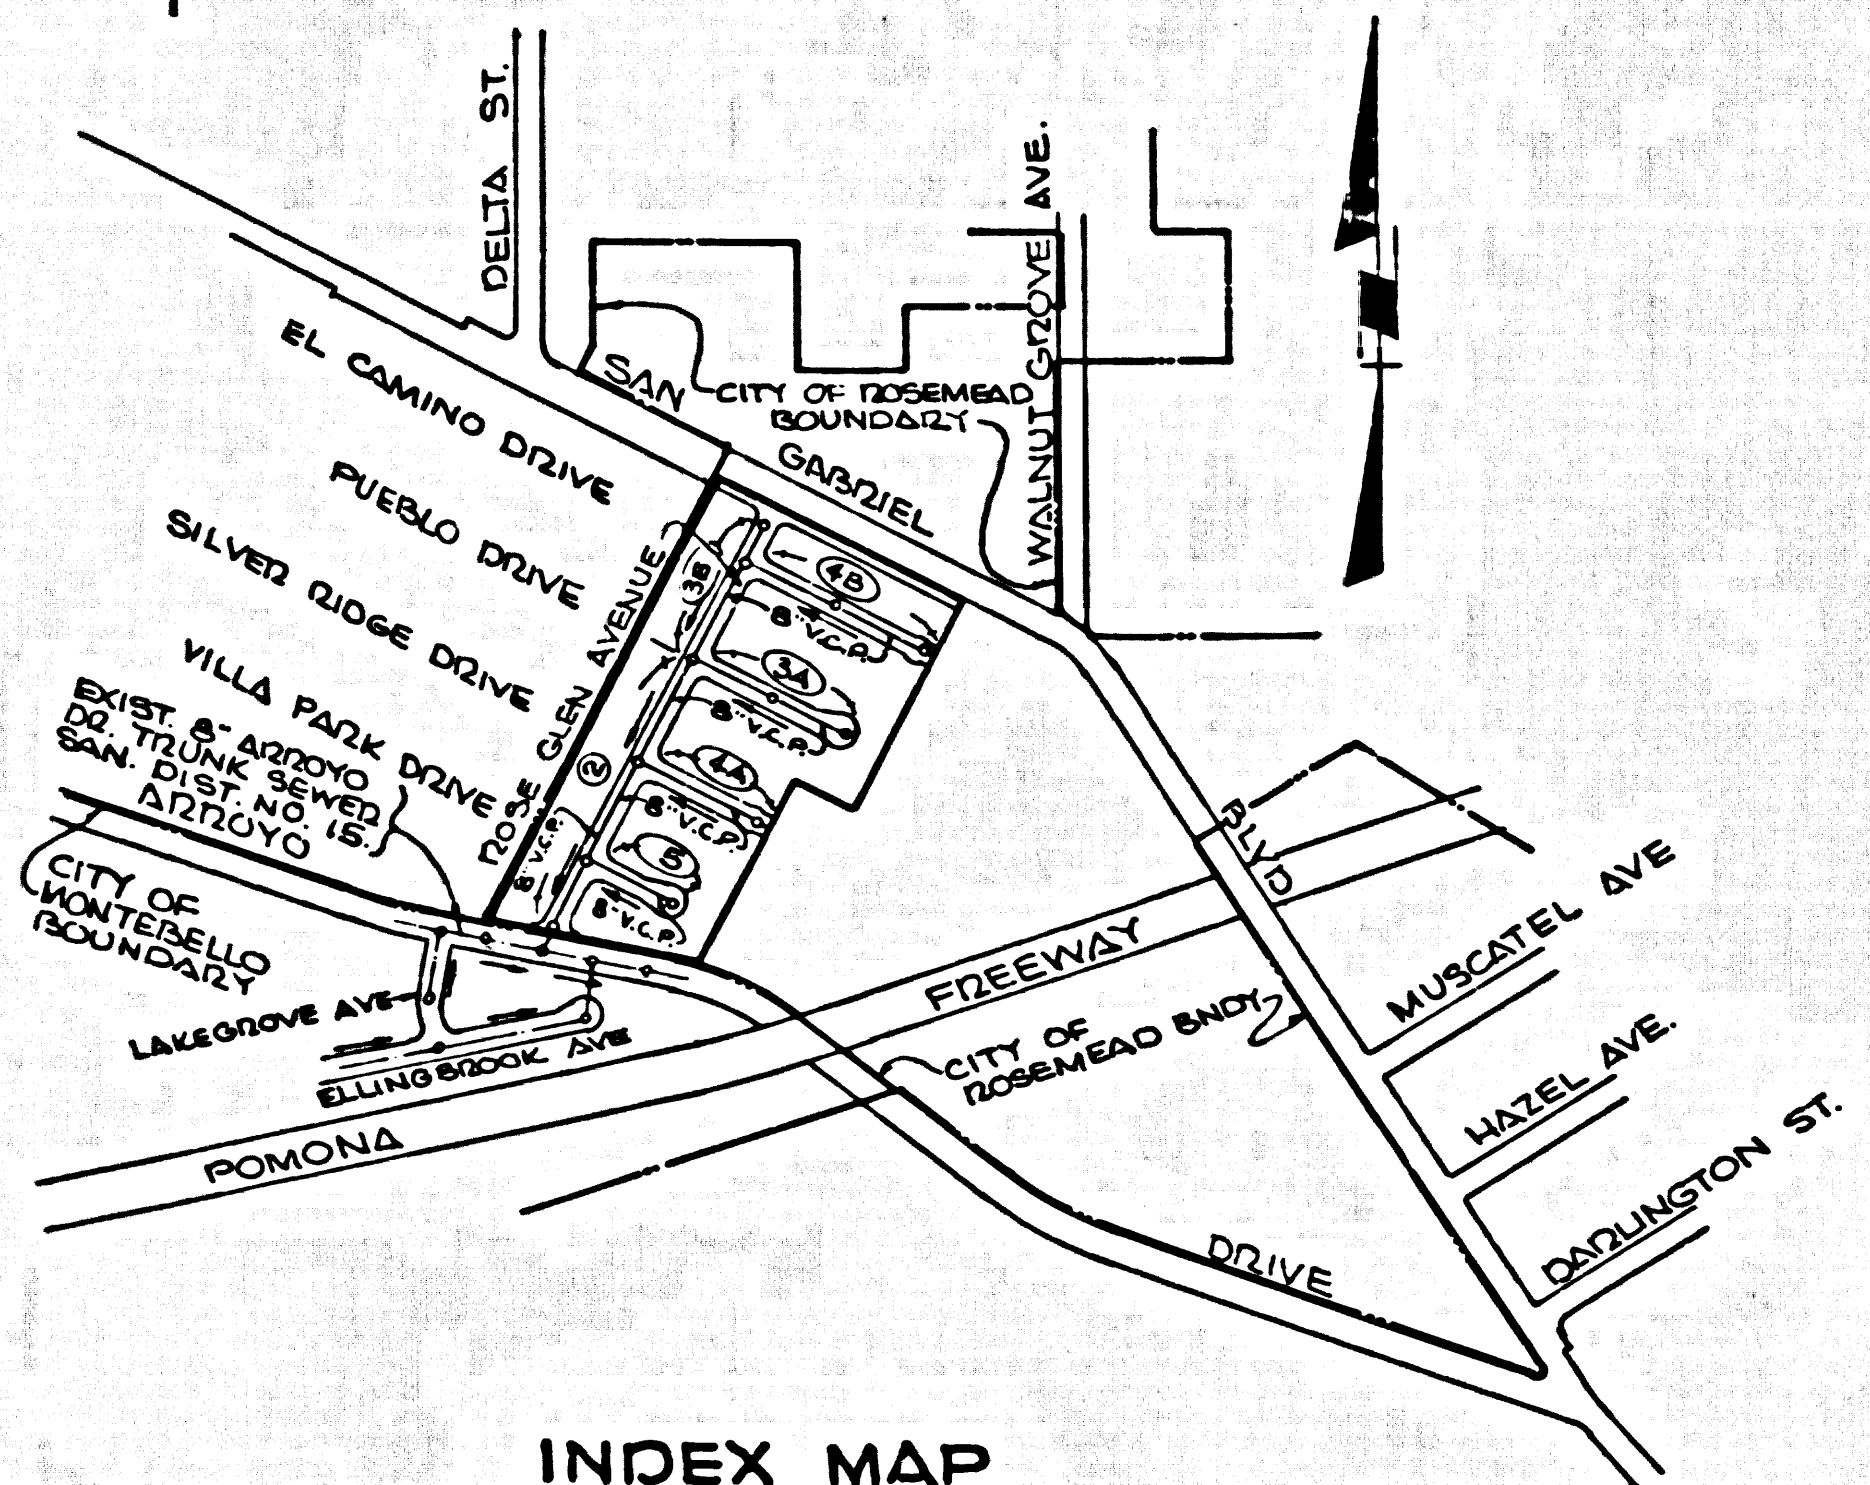 DELTA ST.
WALNUT GROVE AVE.
EL CAMINO DRIVE
SAN GABRIEL BLVD
CITY OF ROSEMEAD
BOUNDARY
PUEBLO DRIVE
SILVER RIDGE DRIVE
VILLA PARK DRIVE
ROSE GLEN AVENUE
3B
4B
8" V.C.P.
3A
8" V.C.P.
2
4A
8" V.C.P.
5
8" V.C.P.
8" V.C.P.
EXIST. 8" ARROYO
DR. TRUNK SEWER
SAN. DIST. NO. 15.
ARROYO DRIVE
CITY OF
MONTEBELLO
BOUNDARY
LAKEGROVE AVE
ELLINGBROOK AVE
POMONA FREEWAY
CITY OF
ROSEMEAD BNDY
MUSCATEL AVE
HAZEL AVE.
DARLINGTON ST.
INDEX MAP